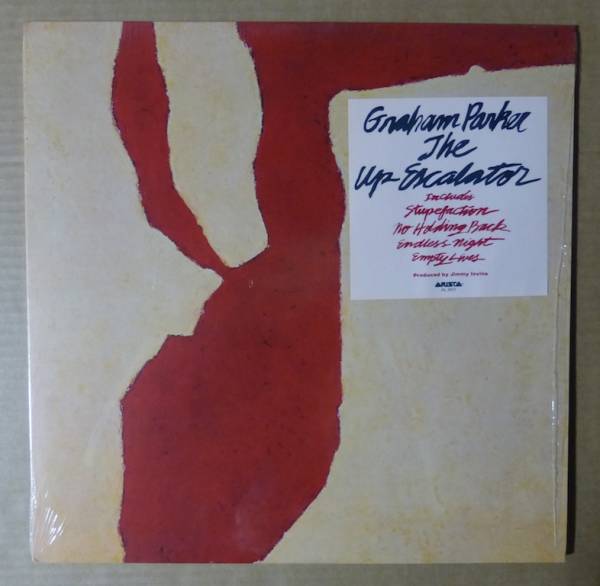 Graham Parker
The
Up Escalator
Includes
Stupefaction
No Holding Back
Endless Night
Empty Lives
Produced by Jimmy Iovine
ARISTA